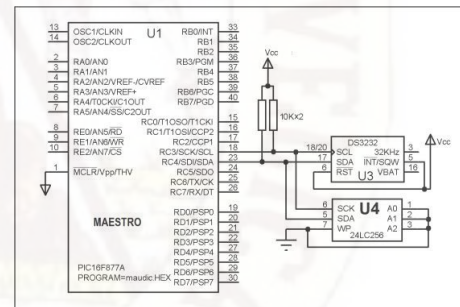 U1
13 OSC1/CLKIN
14 OSC2/CLKOUT
2 RA0/AN0
3 RA1/AN1
4 RA2/AN2/VREF-/CVREF
5 RA3/AN3/VREF+
6 RA4/T0CKI/C1OUT
7 RA5/AN4/SS/C2OUT
8 RE0/AN5/RD
9 RE1/AN6/WR
10 RE2/AN7/CS
1 MCLR/Vpp/THV
MAESTRO
PIC16F877A
PROGRAM=maudic.HEX
RB0/INT 33
RB1 34
RB2 35
RB3/PGM 36
RB4 37
RB5 38
RB6/PGC 39
RB7/PGD 40
RC0/T1OSO/T1CKI 15
RC1/T1OSI/CCP2 16
RC2/CCP1 17
RC3/SCK/SCL 18
RC4/SDI/SDA 23
RC5/SDO 24
RC6/TX/CK 25
RC7/RX/DT 26
RD0/PSP0 19
RD1/PSP1 20
RD2/PSP2 21
RD3/PSP3 22
RD4/PSP4 27
RD5/PSP5 28
RD6/PSP6 29
RD7/PSP7 30
Vcc
10Kx2
DS3232
Vcc
18/20 SCL 32KHz 1
17 SDA INT/SQW 5
6 RST VBAT 16
U3
U4
6 SCK A0 1
5 SDA A1 2
7 WP A2 3
24LC256